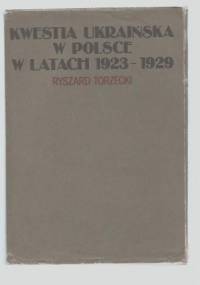 KWESTIA UKRAIŃSKA
W POLSCE
W LATACH 1923-1929
RYSZARD TORZECKI